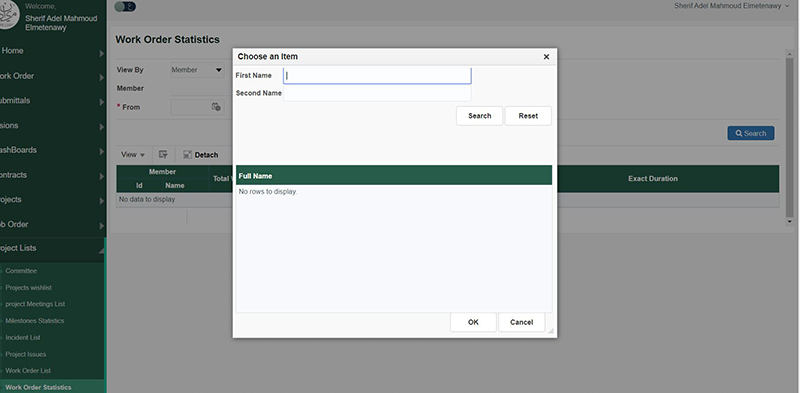 Welcome,
Sherif Adel Mahmoud
Elmetenawy
Sherif Adel Mahmoud Elmetenawy
Home
ork Order
ubmittals
isions
ashBoards
ontracts
rojects
ob Order
roject Lists
Committee
Projects wishlist
project Meetings List
Milestones Statistics
Incident List
Project Issues
Work Order List
Work Order Statistics
Work Order Statistics
View By Member
Member
* From
Search
View Detach
Member
Id Name Total W Exact Duration
No data to display
Choose an Item
First Name
Second Name
Search Reset
Full Name
No rows to display.
OK Cancel